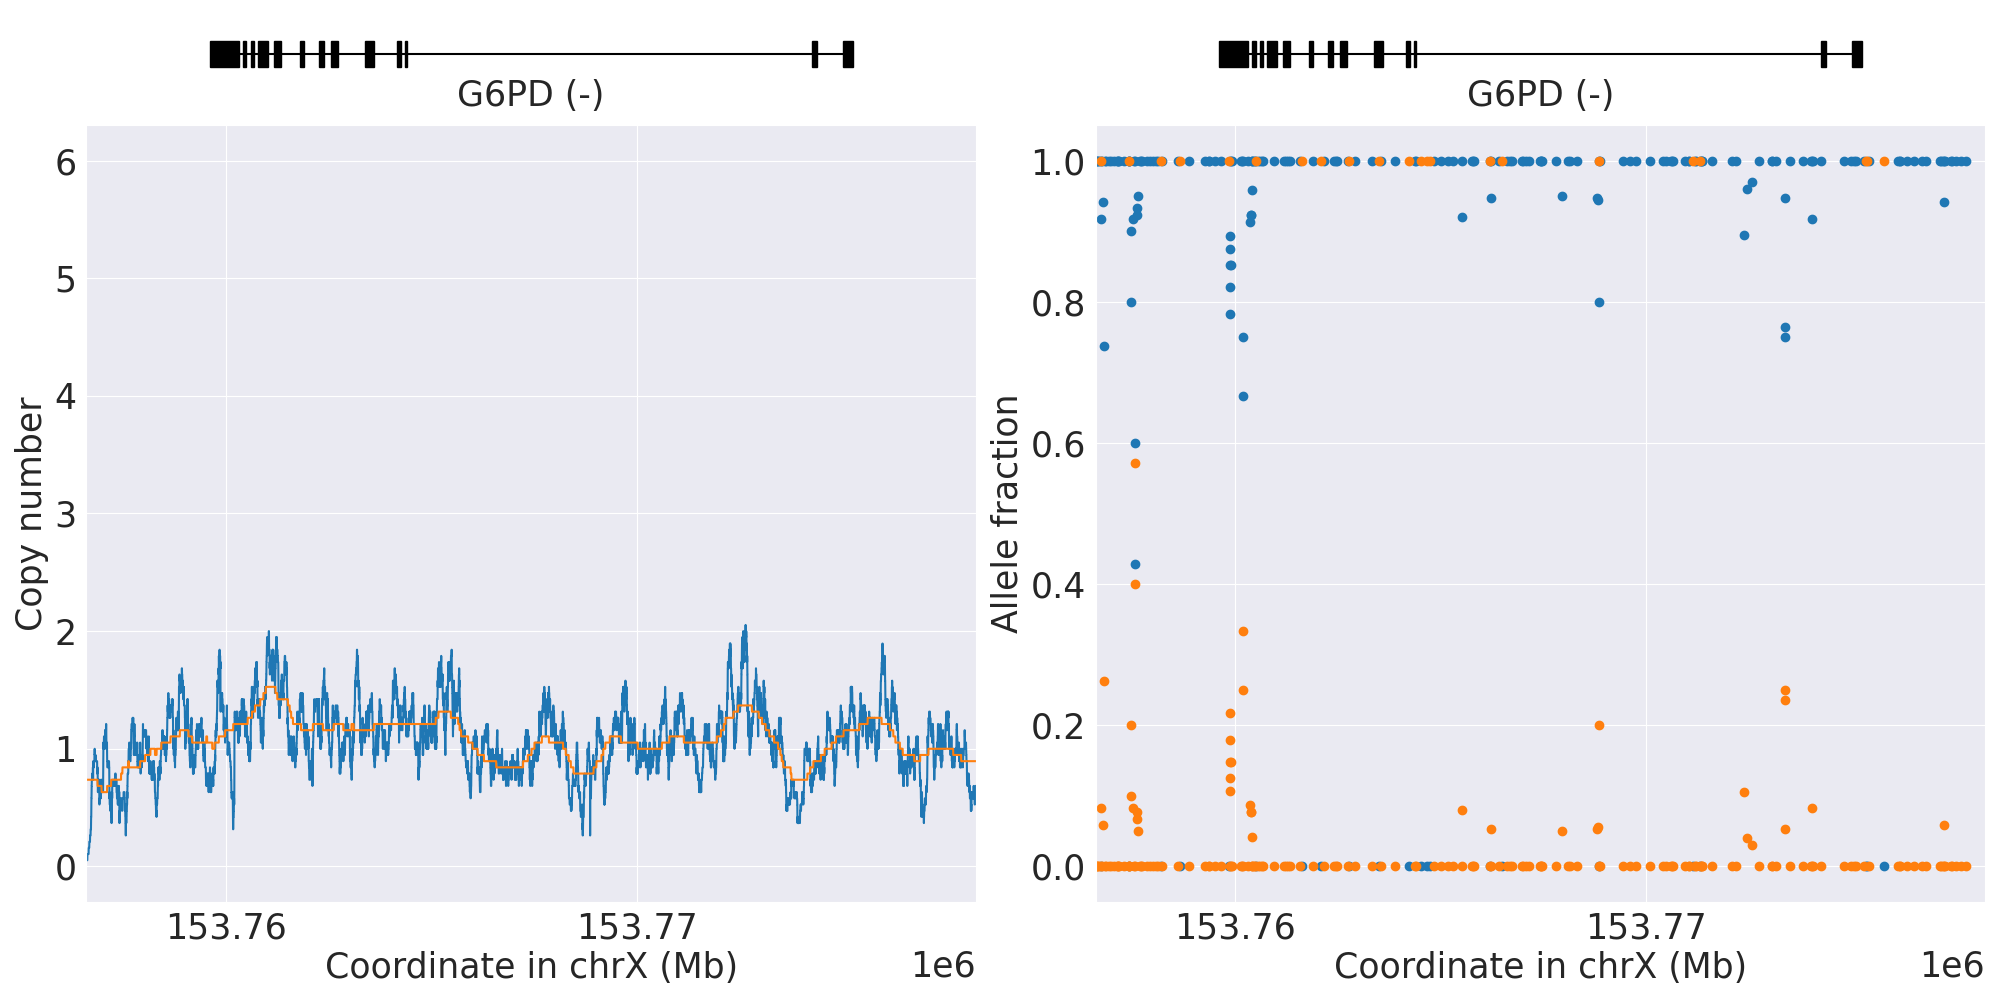 G6PD (-)
6
5
4
3
2
1
0
Copy number
153.76
153.77
Coordinate in chrX (Mb)
1e6
G6PD (-)
1.0
0.8
0.6
0.4
0.2
0.0
Allele fraction
153.76
153.77
Coordinate in chrX (Mb)
1e6